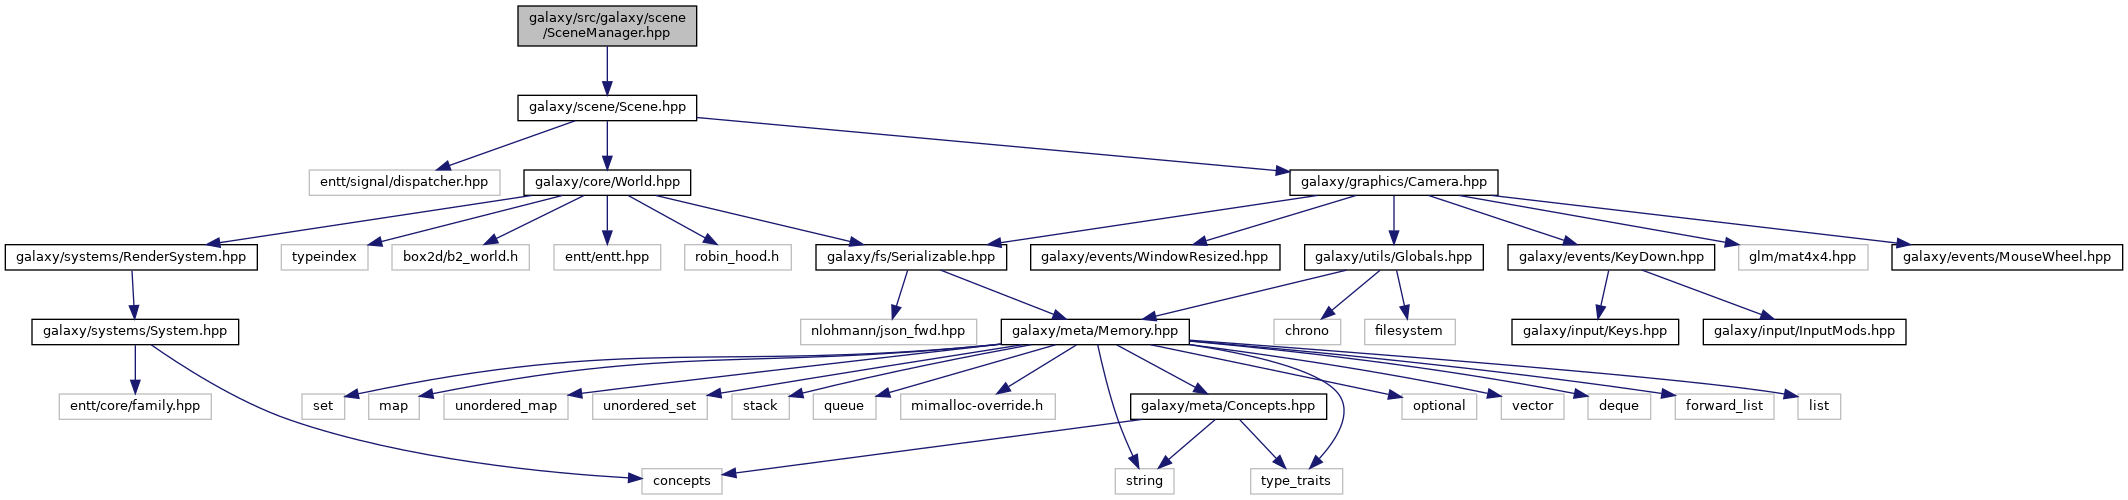 galaxy/src/galaxy/scene
/SceneManager.hpp
galaxy/scene/Scene.hpp
entt/signal/dispatcher.hpp
galaxy/core/World.hpp
galaxy/graphics/Camera.hpp
galaxy/systems/RenderSystem.hpp
typeindex
box2d/b2_world.h
entt/entt.hpp
robin_hood.h
galaxy/fs/Serializable.hpp
galaxy/events/WindowResized.hpp
galaxy/utils/Globals.hpp
galaxy/events/KeyDown.hpp
glm/mat4x4.hpp
galaxy/events/MouseWheel.hpp
galaxy/systems/System.hpp
nlohmann/json_fwd.hpp
galaxy/meta/Memory.hpp
chrono
filesystem
galaxy/input/Keys.hpp
galaxy/input/InputMods.hpp
entt/core/family.hpp
set
map
unordered_map
unordered_set
stack
queue
mimalloc-override.h
galaxy/meta/Concepts.hpp
optional
vector
deque
forward_list
list
concepts
string
type_traits